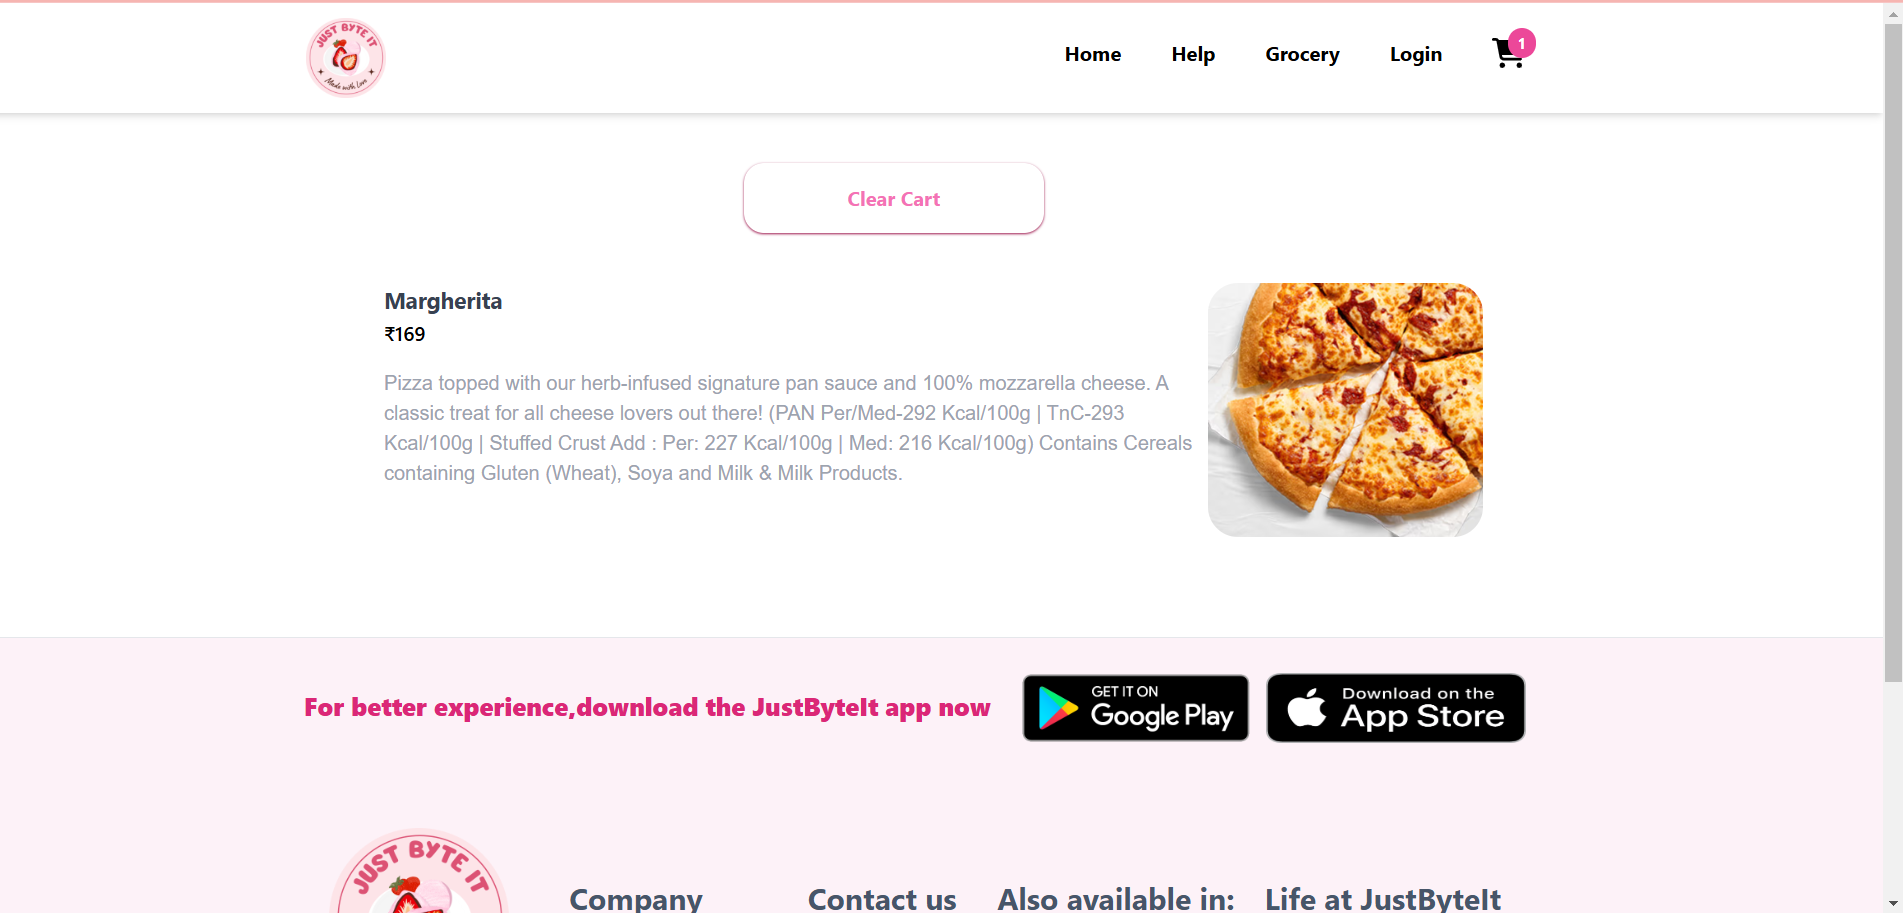 JUST BYTE IT
Made with Love
Home
Help
Grocery
Login
1
Clear Cart
Margherita
₹169
Pizza topped with our herb-infused signature pan sauce and 100% mozzarella cheese. A
classic treat for all cheese lovers out there! (PAN Per/Med-292 Kcal/100g | TnC-293
Kcal/100g | Stuffed Crust Add : Per: 227 Kcal/100g | Med: 216 Kcal/100g) Contains Cereals
containing Gluten (Wheat), Soya and Milk & Milk Products.
For better experience,download the JustByteIt app now
GET IT ON
Google Play
Download on the
App Store
JUST BYTE IT
Company
Contact us
Also available in:
Life at JustByteIt